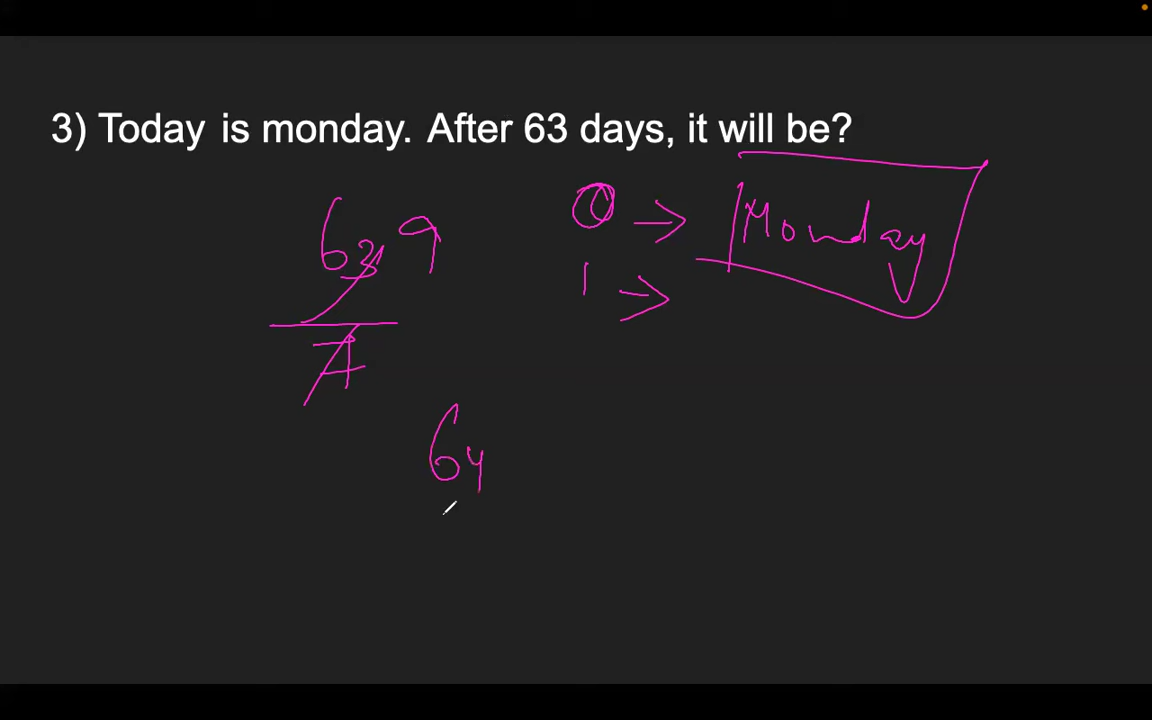 3) Today is monday. After 63 days, it will be?
63 9
7
0 → Monday
1 →
64